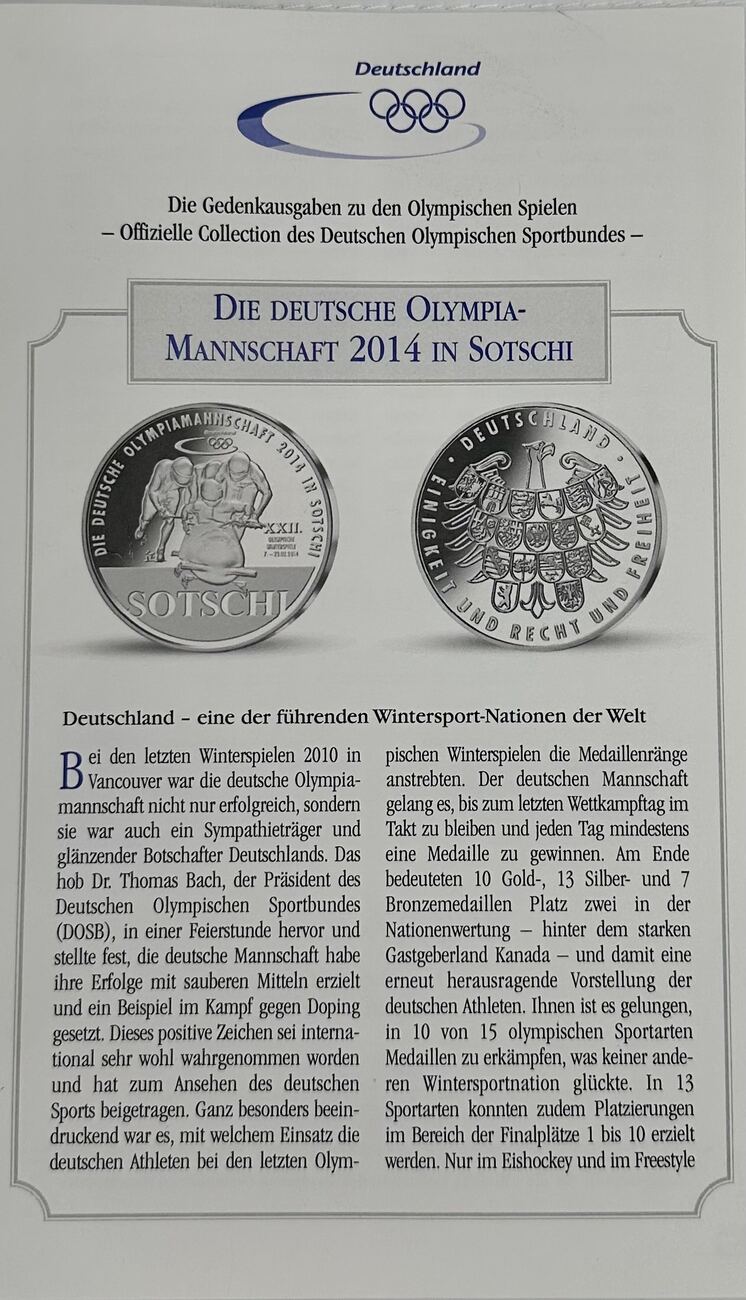 Deutschland
Die Gedenkausgaben zu den Olympischen Spielen
– Offizielle Collection des Deutschen Olympischen Sportbundes –
DIE DEUTSCHE OLYMPIA-
MANNSCHAFT 2014 IN SOTSCHI
DIE DEUTSCHE OLYMPIAMANNSCHAFT 2014 IN SOTSCHI
Deutschland
XXII.
OLYMPISCHE
WINTERSPIELE
7. – 23.02.2014
SOTSCHI
· DEUTSCHLAND ·
EINIGKEIT UND RECHT UND FREIHEIT
Deutschland – eine der führenden Wintersport-Nationen der Welt
Bei den letzten Winterspielen 2010 in
Vancouver war die deutsche Olympia-
mannschaft nicht nur erfolgreich, sondern
sie war auch ein Sympathieträger und
glänzender Botschafter Deutschlands. Das
hob Dr. Thomas Bach, der Präsident des
Deutschen Olympischen Sportbundes
(DOSB), in einer Feierstunde hervor und
stellte fest, die deutsche Mannschaft habe
ihre Erfolge mit sauberen Mitteln erzielt
und ein Beispiel im Kampf gegen Doping
gesetzt. Dieses positive Zeichen sei interna-
tional sehr wohl wahrgenommen worden
und hat zum Ansehen des deutschen
Sports beigetragen. Ganz besonders beein-
druckend war es, mit welchem Einsatz die
deutschen Athleten bei den letzten Olym-
pischen Winterspielen die Medaillenränge
anstrebten. Der deutschen Mannschaft
gelang es, bis zum letzten Wettkampftag im
Takt zu bleiben und jeden Tag mindestens
eine Medaille zu gewinnen. Am Ende
bedeuteten 10 Gold-, 13 Silber- und 7
Bronzemedaillen Platz zwei in der
Nationenwertung – hinter dem starken
Gastgeberland Kanada – und damit eine
erneut herausragende Vorstellung der
deutschen Athleten. Ihnen ist es gelungen,
in 10 von 15 olympischen Sportarten
Medaillen zu erkämpfen, was keiner ande-
ren Wintersportnation glückte. In 13
Sportarten konnten zudem Platzierungen
im Bereich der Finalplätze 1 bis 10 erzielt
werden. Nur im Eishockey und im Freestyle